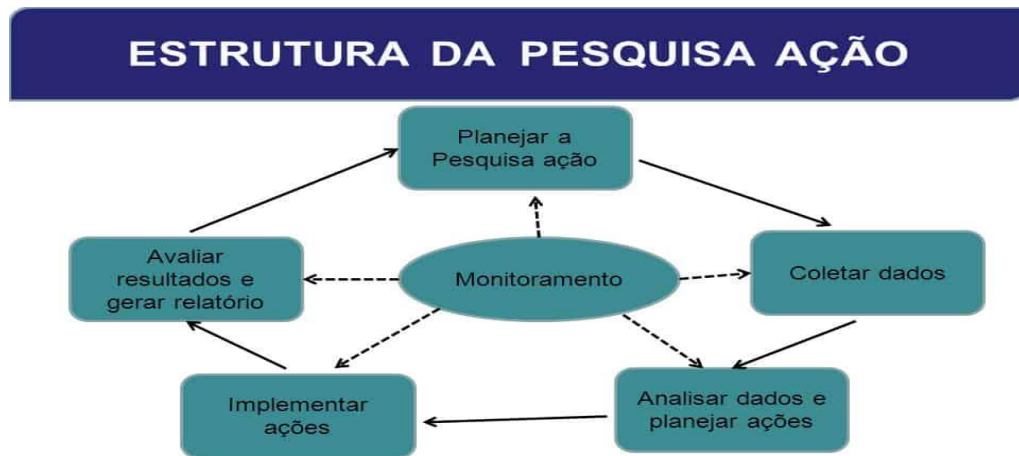 ESTRUTURA DA PESQUISA AÇÃO
Planejar a
Pesquisa ação
Avaliar
resultados e
gerar relatório
Monitoramento
Coletar dados
Implementar
ações
Analisar dados e
planejar ações